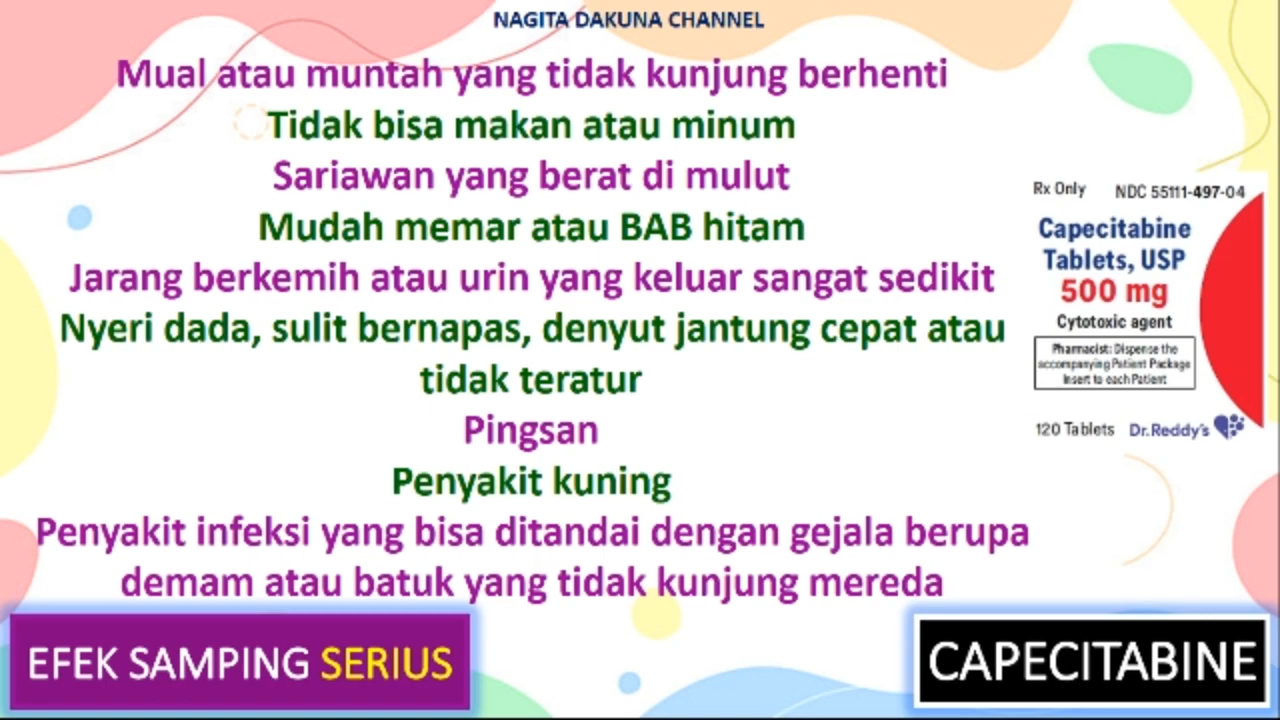 NAGITA DAKUNA CHANNEL
Mual atau muntah yang tidak kunjung berhenti
Tidak bisa makan atau minum
Sariawan yang berat di mulut
Mudah memar atau BAB hitam
Jarang berkemih atau urin yang keluar sangat sedikit
Nyeri dada, sulit bernapas, denyut jantung cepat atau
tidak teratur
Pingsan
Penyakit kuning
Penyakit infeksi yang bisa ditandai dengan gejala berupa
demam atau batuk yang tidak kunjung mereda
Rx Only NDC 55111-497-04
Capecitabine
Tablets, USP
500 mg
Cytotoxic agent
Pharmacist: Dispense the
accompanying Patient Package
Insert to each Patient
120 Tablets Dr.Reddy's
EFEK SAMPING SERIUS
CAPECITABINE